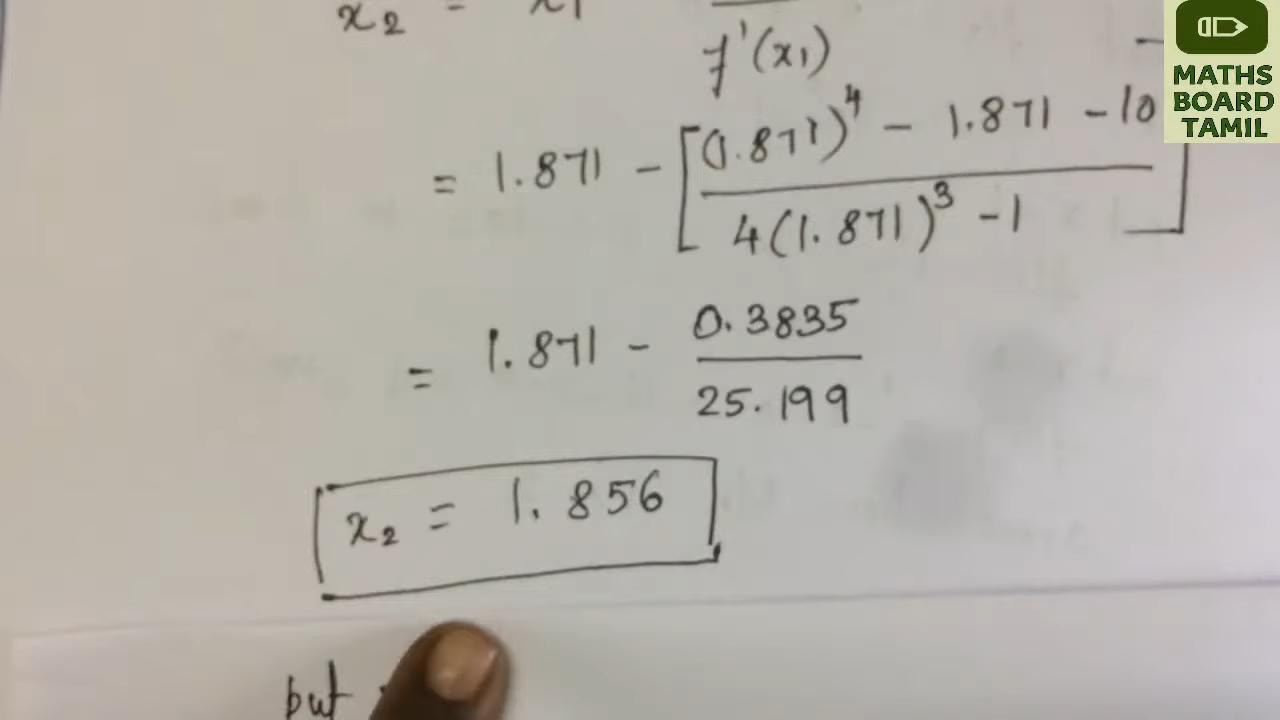 x₂ = x₁
f'(x₁)
= 1.871 - [(1.871)⁴ - 1.871 - 10
4(1.871)³ - 1]
= 1.871 - 0.3835
25.199
x₂ = 1.856
but
MATHS
BOARD
TAMIL